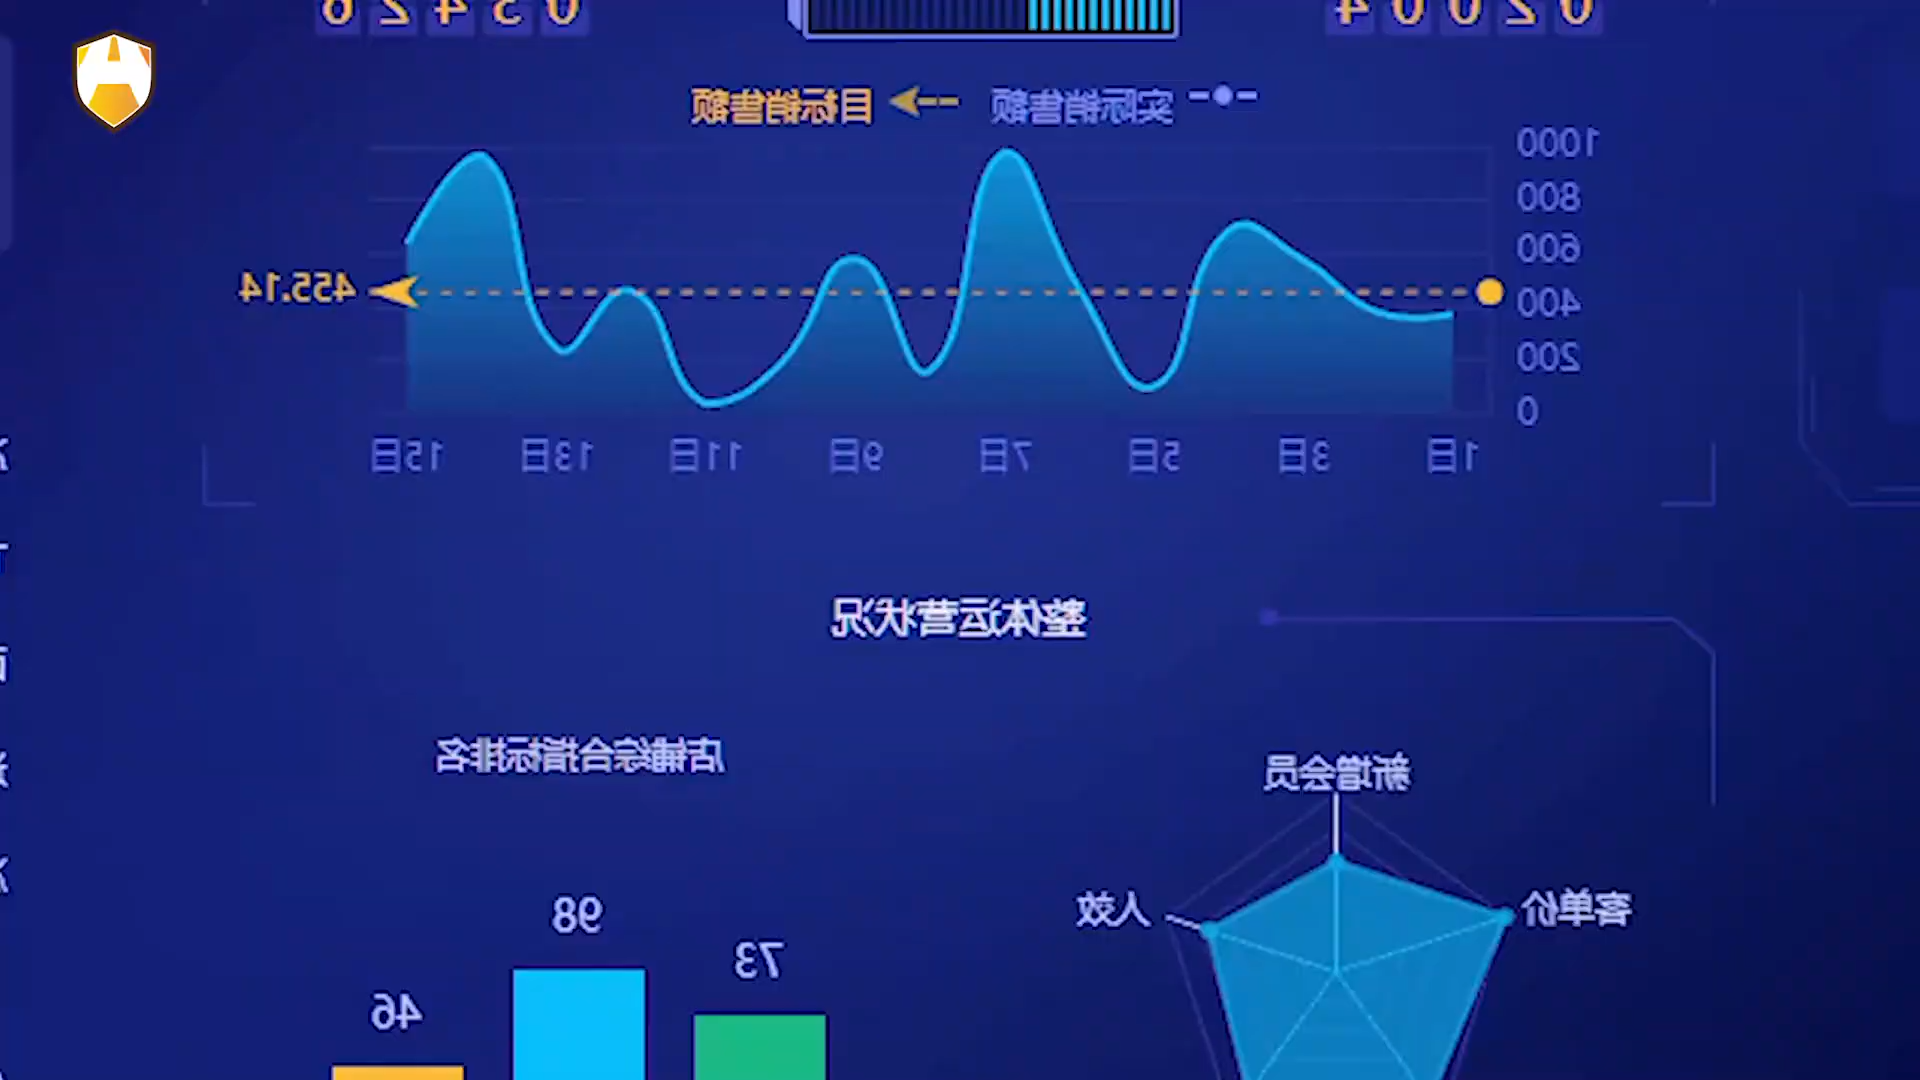 实际销售额 目标销售额
1000
800
600
400
200
0
455.14
1日 3日 5日 7日 9日 11日 13日 15日
整体运营状况
店铺综合指标排名
新增会员
客单价
人效
73
98
46